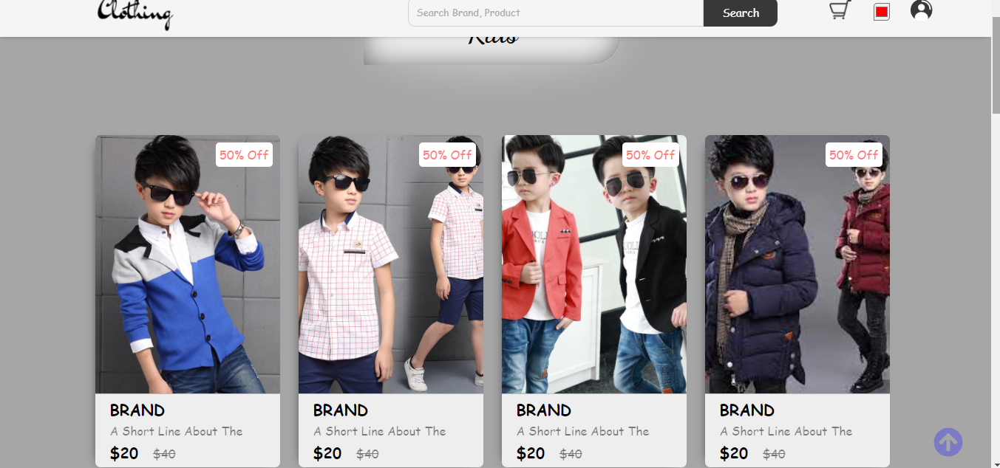 Clothing
Search Brand, Product
Search
50% Off
50% Off
50% Off
50% Off
BRAND
A Short Line About The
$20 $40
BRAND
A Short Line About The
$20 $40
BRAND
A Short Line About The
$20 $40
BRAND
A Short Line About The
$20 $40